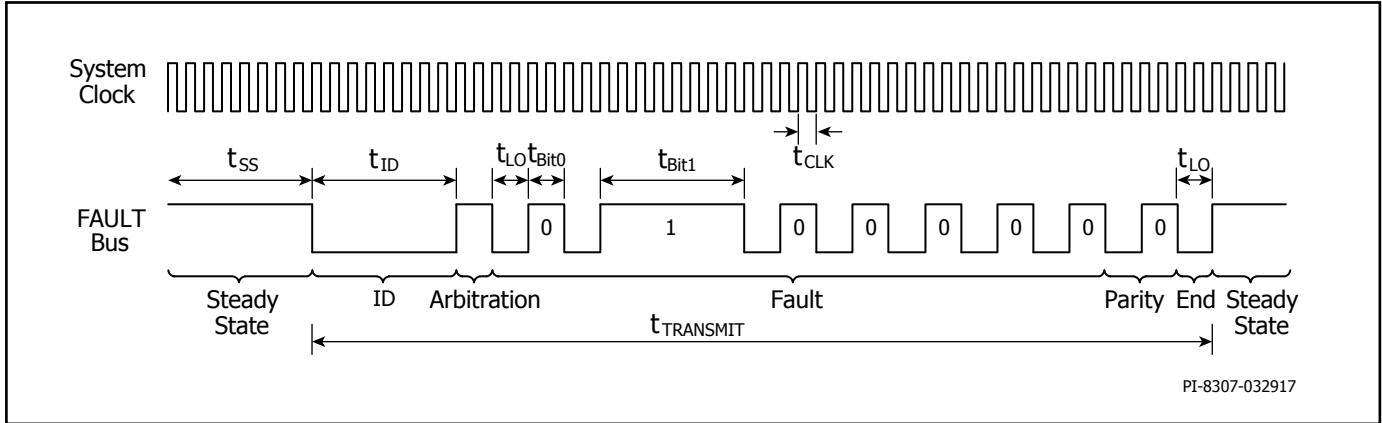 System
Clock
t_SS
t_ID
t_LO
t_Bit0
t_Bit1
t_CLK
t_LO
FAULT
Bus
0
1
0
0
0
0
0
0
Steady
State
ID
Arbitration
Fault
Parity
End
Steady
State
t_TRANSMIT
PI-8307-032917